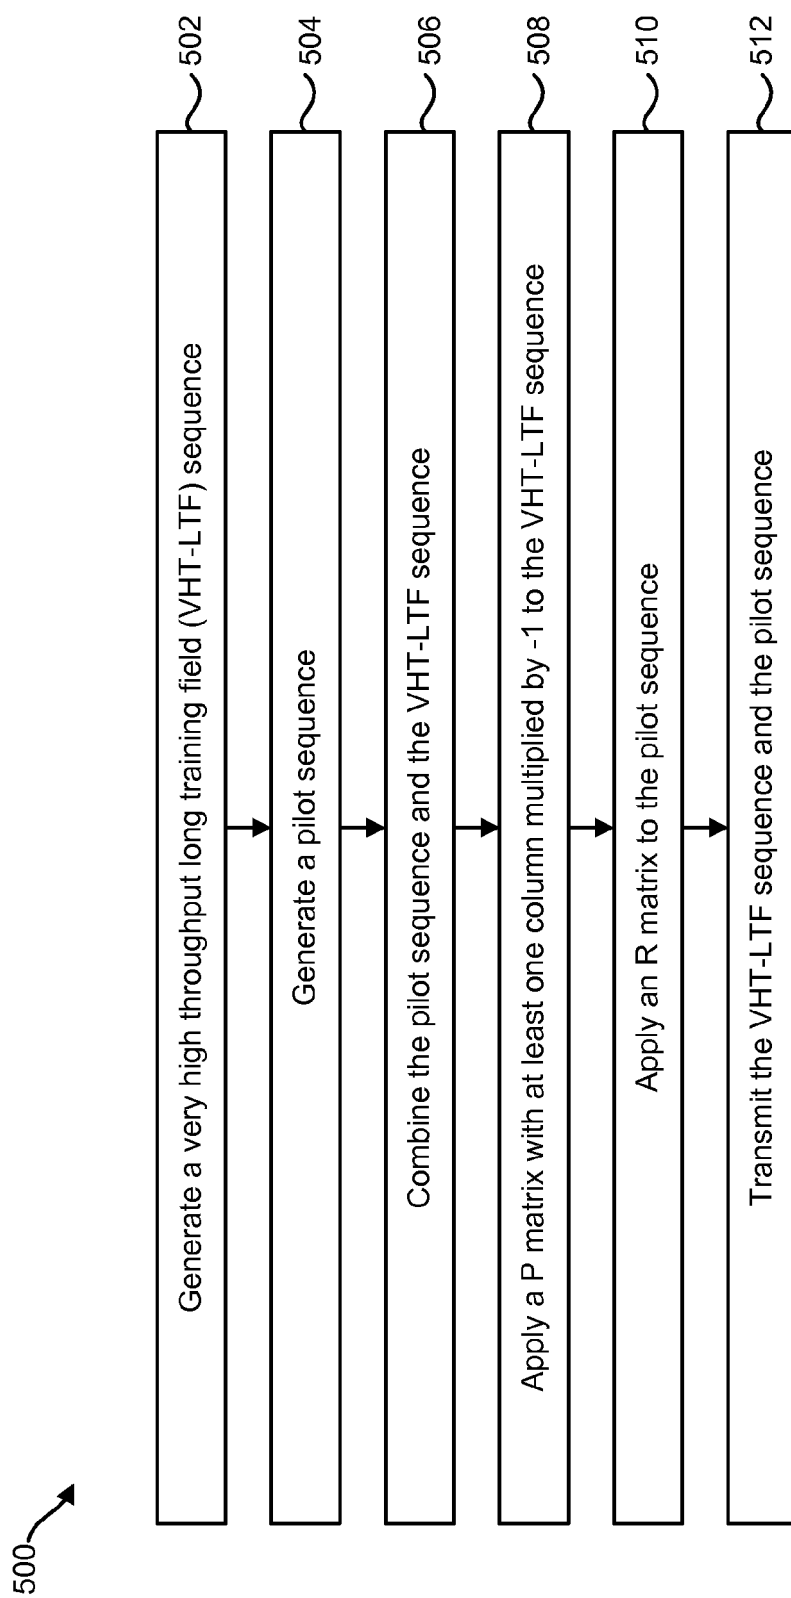 500
Generate a very high throughput long training field (VHT-LTF) sequence
502
Generate a pilot sequence
504
Combine the pilot sequence and the VHT-LTF sequence
506
Apply a P matrix with at least one column multiplied by -1 to the VHT-LTF sequence
508
Apply an R matrix to the pilot sequence
510
Transmit the VHT-LTF sequence and the pilot sequence
512